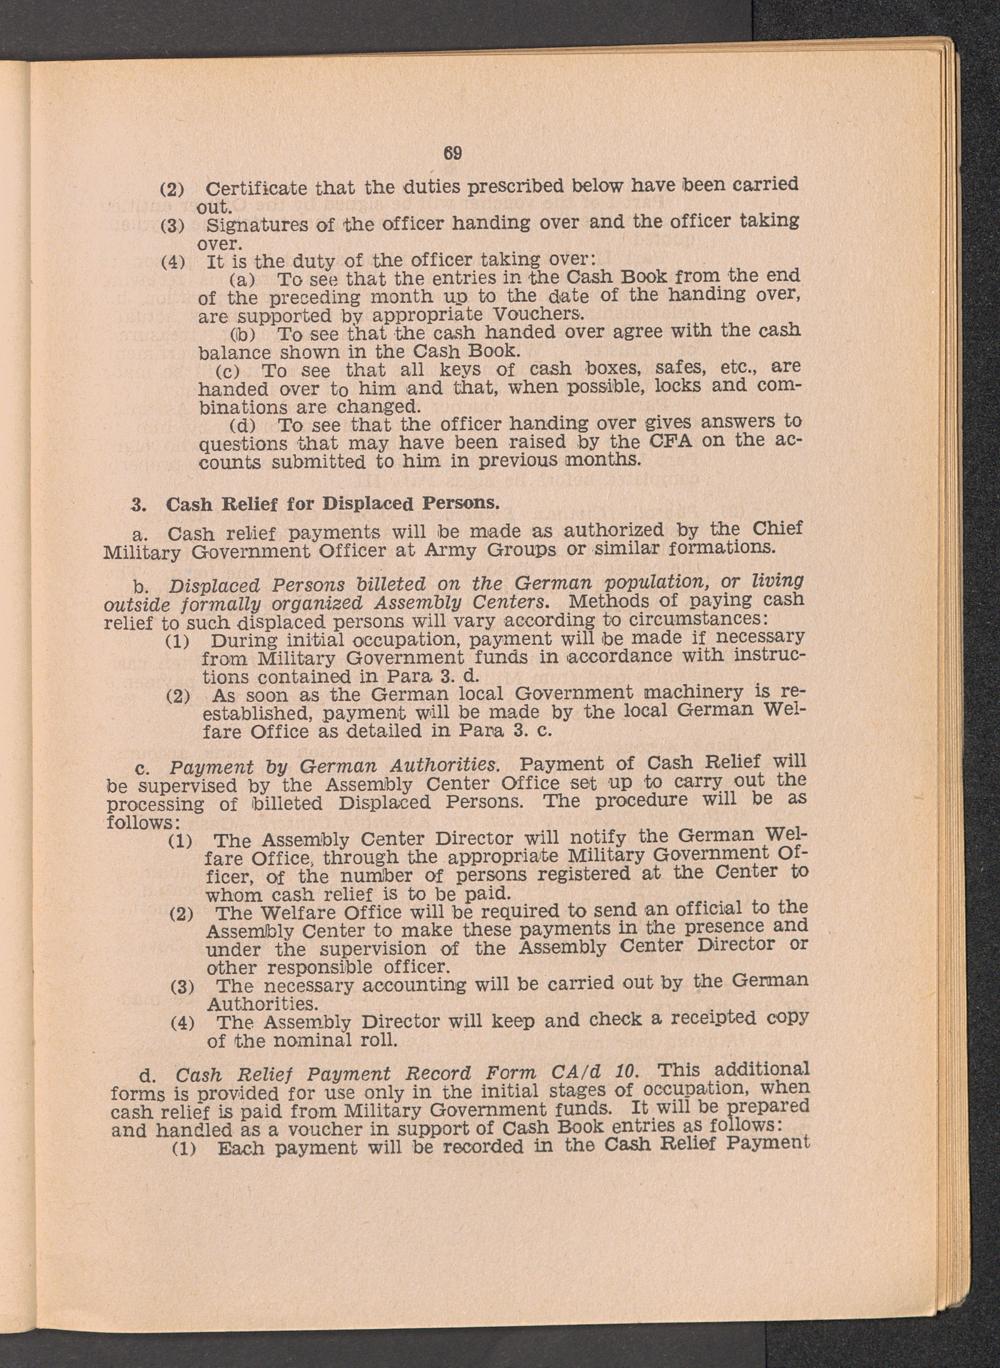 69
(2) Certificate that the duties prescribed below have been carried
out.
(3) Signatures of the officer handing over and the officer taking
over.
(4) It is the duty of the officer taking over:
(a) To see that the entries in the Cash Book from the end
of the preceding month up to the date of the handing over,
are supported by appropriate Vouchers.
(b) To see that the cash handed over agree with the cash
balance shown in the Cash Book.
(c) To see that all keys of cash boxes, safes, etc., are
handed over to him and that, when possible, locks and com-
binations are changed.
(d) To see that the officer handing over gives answers to
questions that may have been raised by the CFA on the ac-
counts submitted to him in previous months.
3. Cash Relief for Displaced Persons.
a. Cash relief payments will be made as authorized by the Chief
Military Government Officer at Army Groups or similar formations.
b. Displaced Persons billeted on the German population, or living
outside formally organized Assembly Centers. Methods of paying cash
relief to such displaced persons will vary according to circumstances:
(1) During initial occupation, payment will be made if necessary
from Military Government funds in accordance with instruc-
tions contained in Para 3. d.
(2) As soon as the German local Government machinery is re-
established, payment will be made by the local German Wel-
fare Office as detailed in Para 3. c.
c. Payment by German Authorities. Payment of Cash Relief will
be supervised by the Assembly Center Office set up to carry out the
processing of billeted Displaced Persons. The procedure will be as
follows:
(1) The Assembly Center Director will notify the German Wel-
fare Office, through the appropriate Military Government Of-
ficer, of the number of persons registered at the Center to
whom cash relief is to be paid.
(2) The Welfare Office will be required to send an official to the
Assembly Center to make these payments in the presence and
under the supervision of the Assembly Center Director or
other responsible officer.
(3) The necessary accounting will be carried out by the German
Authorities.
(4) The Assembly Director will keep and check a receipted copy
of the nominal roll.
d. Cash Relief Payment Record Form CA/d 10. This additional
forms is provided for use only in the initial stages of occupation, when
cash relief is paid from Military Government funds. It will be prepared
and handled as a voucher in support of Cash Book entries as follows:
(1) Each payment will be recorded in the Cash Relief Payment